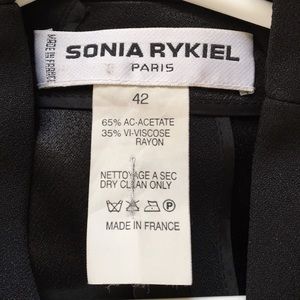 MADE IN FRANCE
SONIA RYKIEL
PARIS
42
65% AC-ACETATE
35% VI-VISCOSE
RAYON
NETTOYAGE A SEC
DRY CLEAN ONLY
P
MADE IN FRANCE